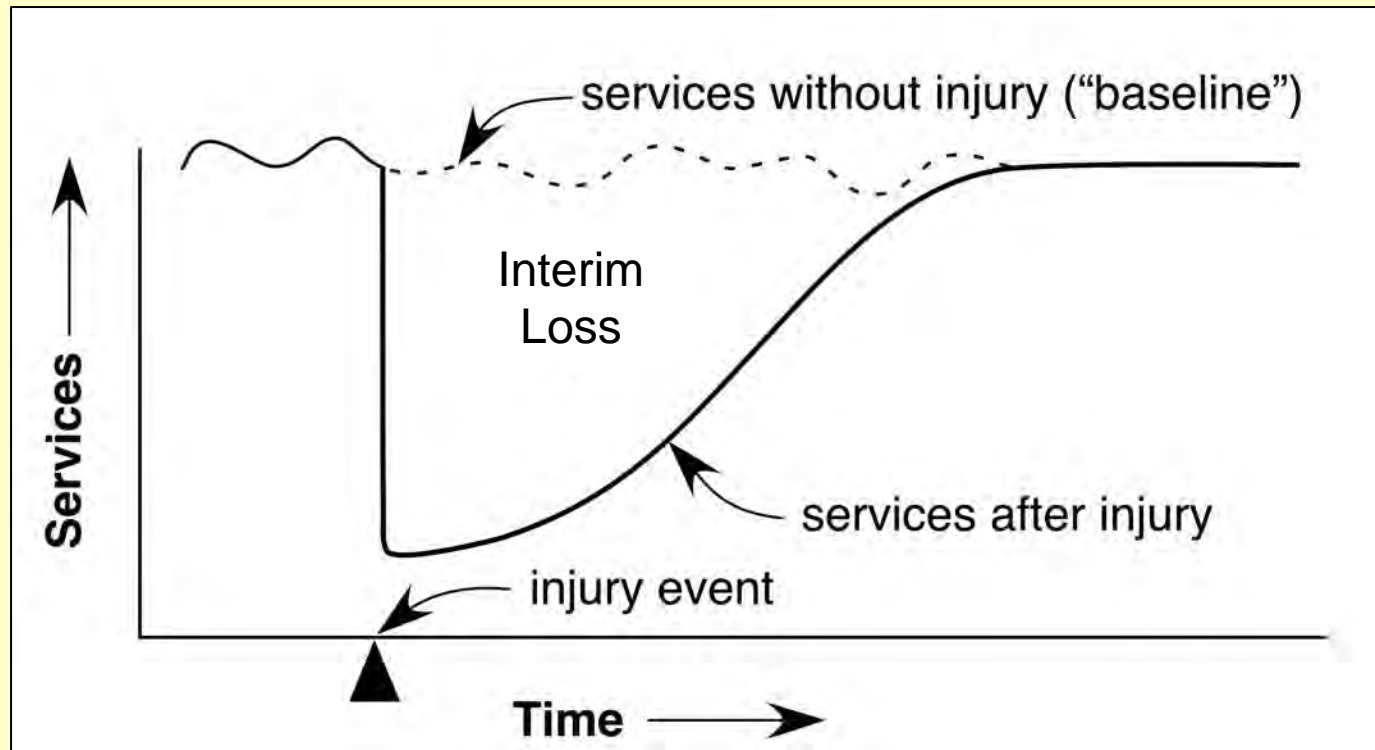 services without injury (“baseline”)
Services
Interim
Loss
services after injury
injury event
Time